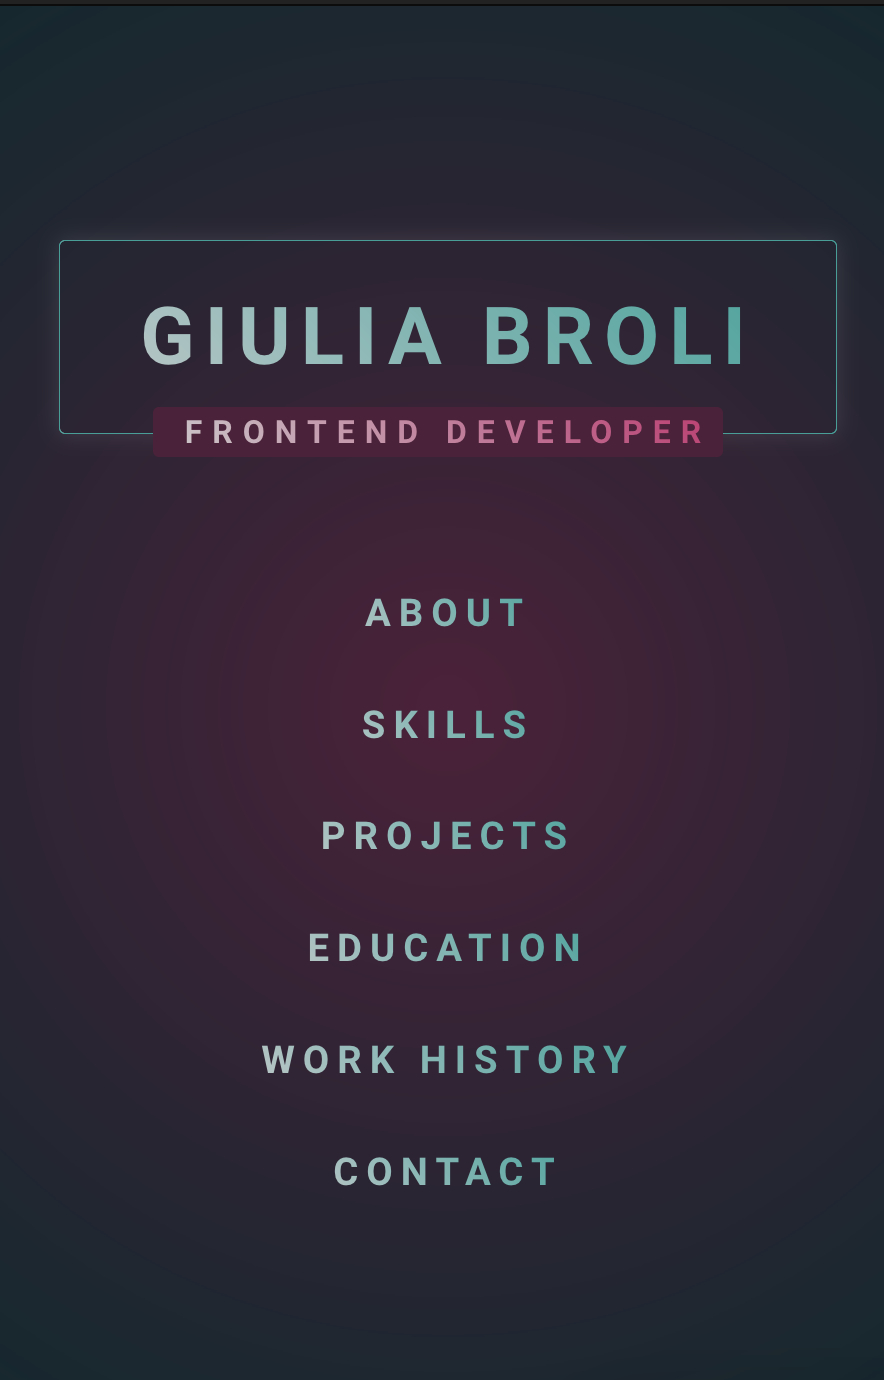 GIULIA BROLI
FRONTEND DEVELOPER
ABOUT
SKILLS
PROJECTS
EDUCATION
WORK HISTORY
CONTACT